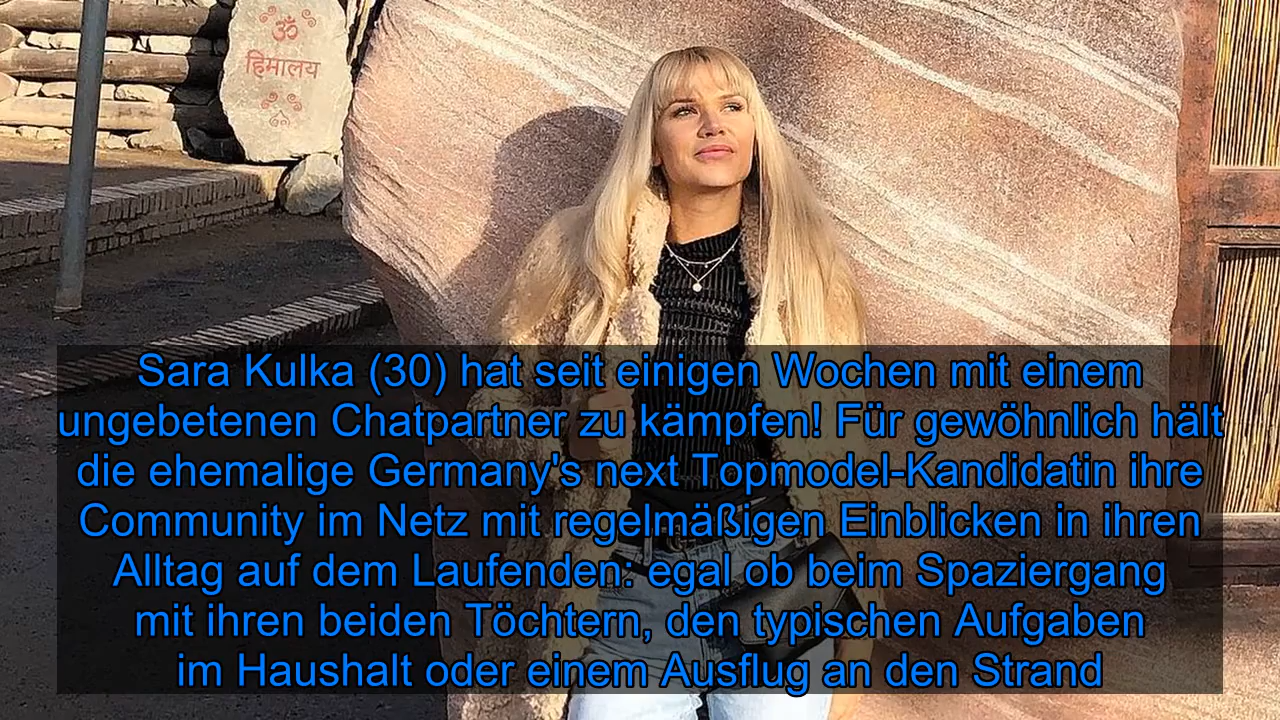 ॐ
हिमालय
Sara Kulka (30) hat seit einigen Wochen mit einem
ungebetenen Chatpartner zu kämpfen! Für gewöhnlich hält
die ehemalige Germany's next Topmodel-Kandidatin ihre
Community im Netz mit regelmäßigen Einblicken in ihren
Alltag auf dem Laufenden: egal ob beim Spaziergang
mit ihren beiden Töchtern, den typischen Aufgaben
im Haushalt oder einem Ausflug an den Strand